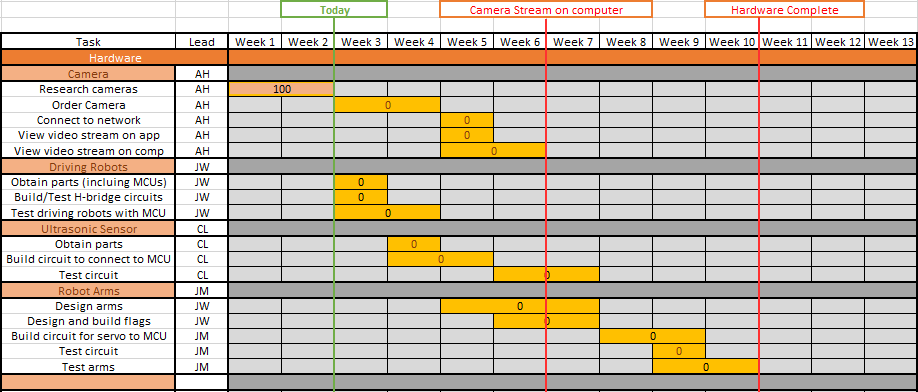 Today Camera Stream on computer Hardware Complete
Task Lead Week 1 Week 2 Week 3 Week 4 Week 5 Week 6 Week 7 Week 8 Week 9 Week 10 Week 11 Week 12 Week 13
Hardware
Camera AH
Research cameras AH 100
Order Camera AH 0
Connect to network AH 0
View video stream on app AH 0
View video stream on comp AH 0
Driving Robots JW
Obtain parts (incluing MCUs) JW 0
Build/Test H-bridge circuits JW 0
Test driving robots with MCU JW 0
Ultrasonic Sensor CL
Obtain parts CL 0
Build circuit to connect to MCU CL 0
Test circuit CL 0
Robot Arms JM
Design arms JW 0
Design and build flags JW 0
Build circuit for servo to MCU JM 0
Test circuit JM 0
Test arms JM 0